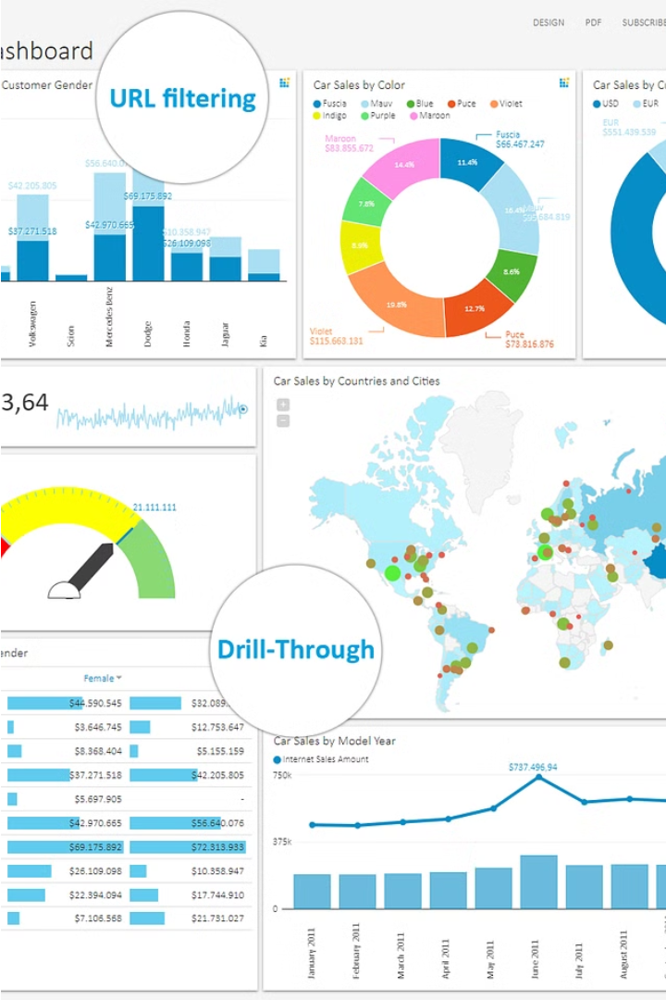 DESIGN PDF SUBSCRIBE
ashboard
URL filtering
Customer Gender
$42.205.805
$37.271.518
$56.640.07
$42.970.665
$69.175.892
$10.358.947
$26.109.098
Volkswagen
Scion
Mercedes Benz
Dodge
Honda
Jaguar
Kia
Car Sales by Color
Fuscia Mauv Blue Puce Violet
Indigo Purple Maroon
Maroon
$83.855.672
Fuscia
$66.467.247
14.4%
11.4%
16.4%
Mauv
7.8%
8.9%
8.6%
19.8%
12.7%
Violet
$115.663.131
Puce
$73.816.876
Car Sales by C
USD EUR
EUR
$551.439.539
3,64
21.111.111
Car Sales by Countries and Cities
+
−
Drill-Through
ender
Female
$44.590.545 $32.089.
$3.646.745 $12.753.647
$8.368.404 $5.155.159
$37.271.518 $42.205.805
$5.697.905 -
$42.970.665 $56.640.076
$69.175.892 $72.313.933
$26.109.098 $10.358.947
$22.394.094 $17.744.910
$7.106.568 $21.731.027
Car Sales by Model Year
Internet Sales Amount
$737.496,94
750k
375k
0
January 2011
February 2011
March 2011
April 2011
May 2011
June 2011
July 2011
August 2011